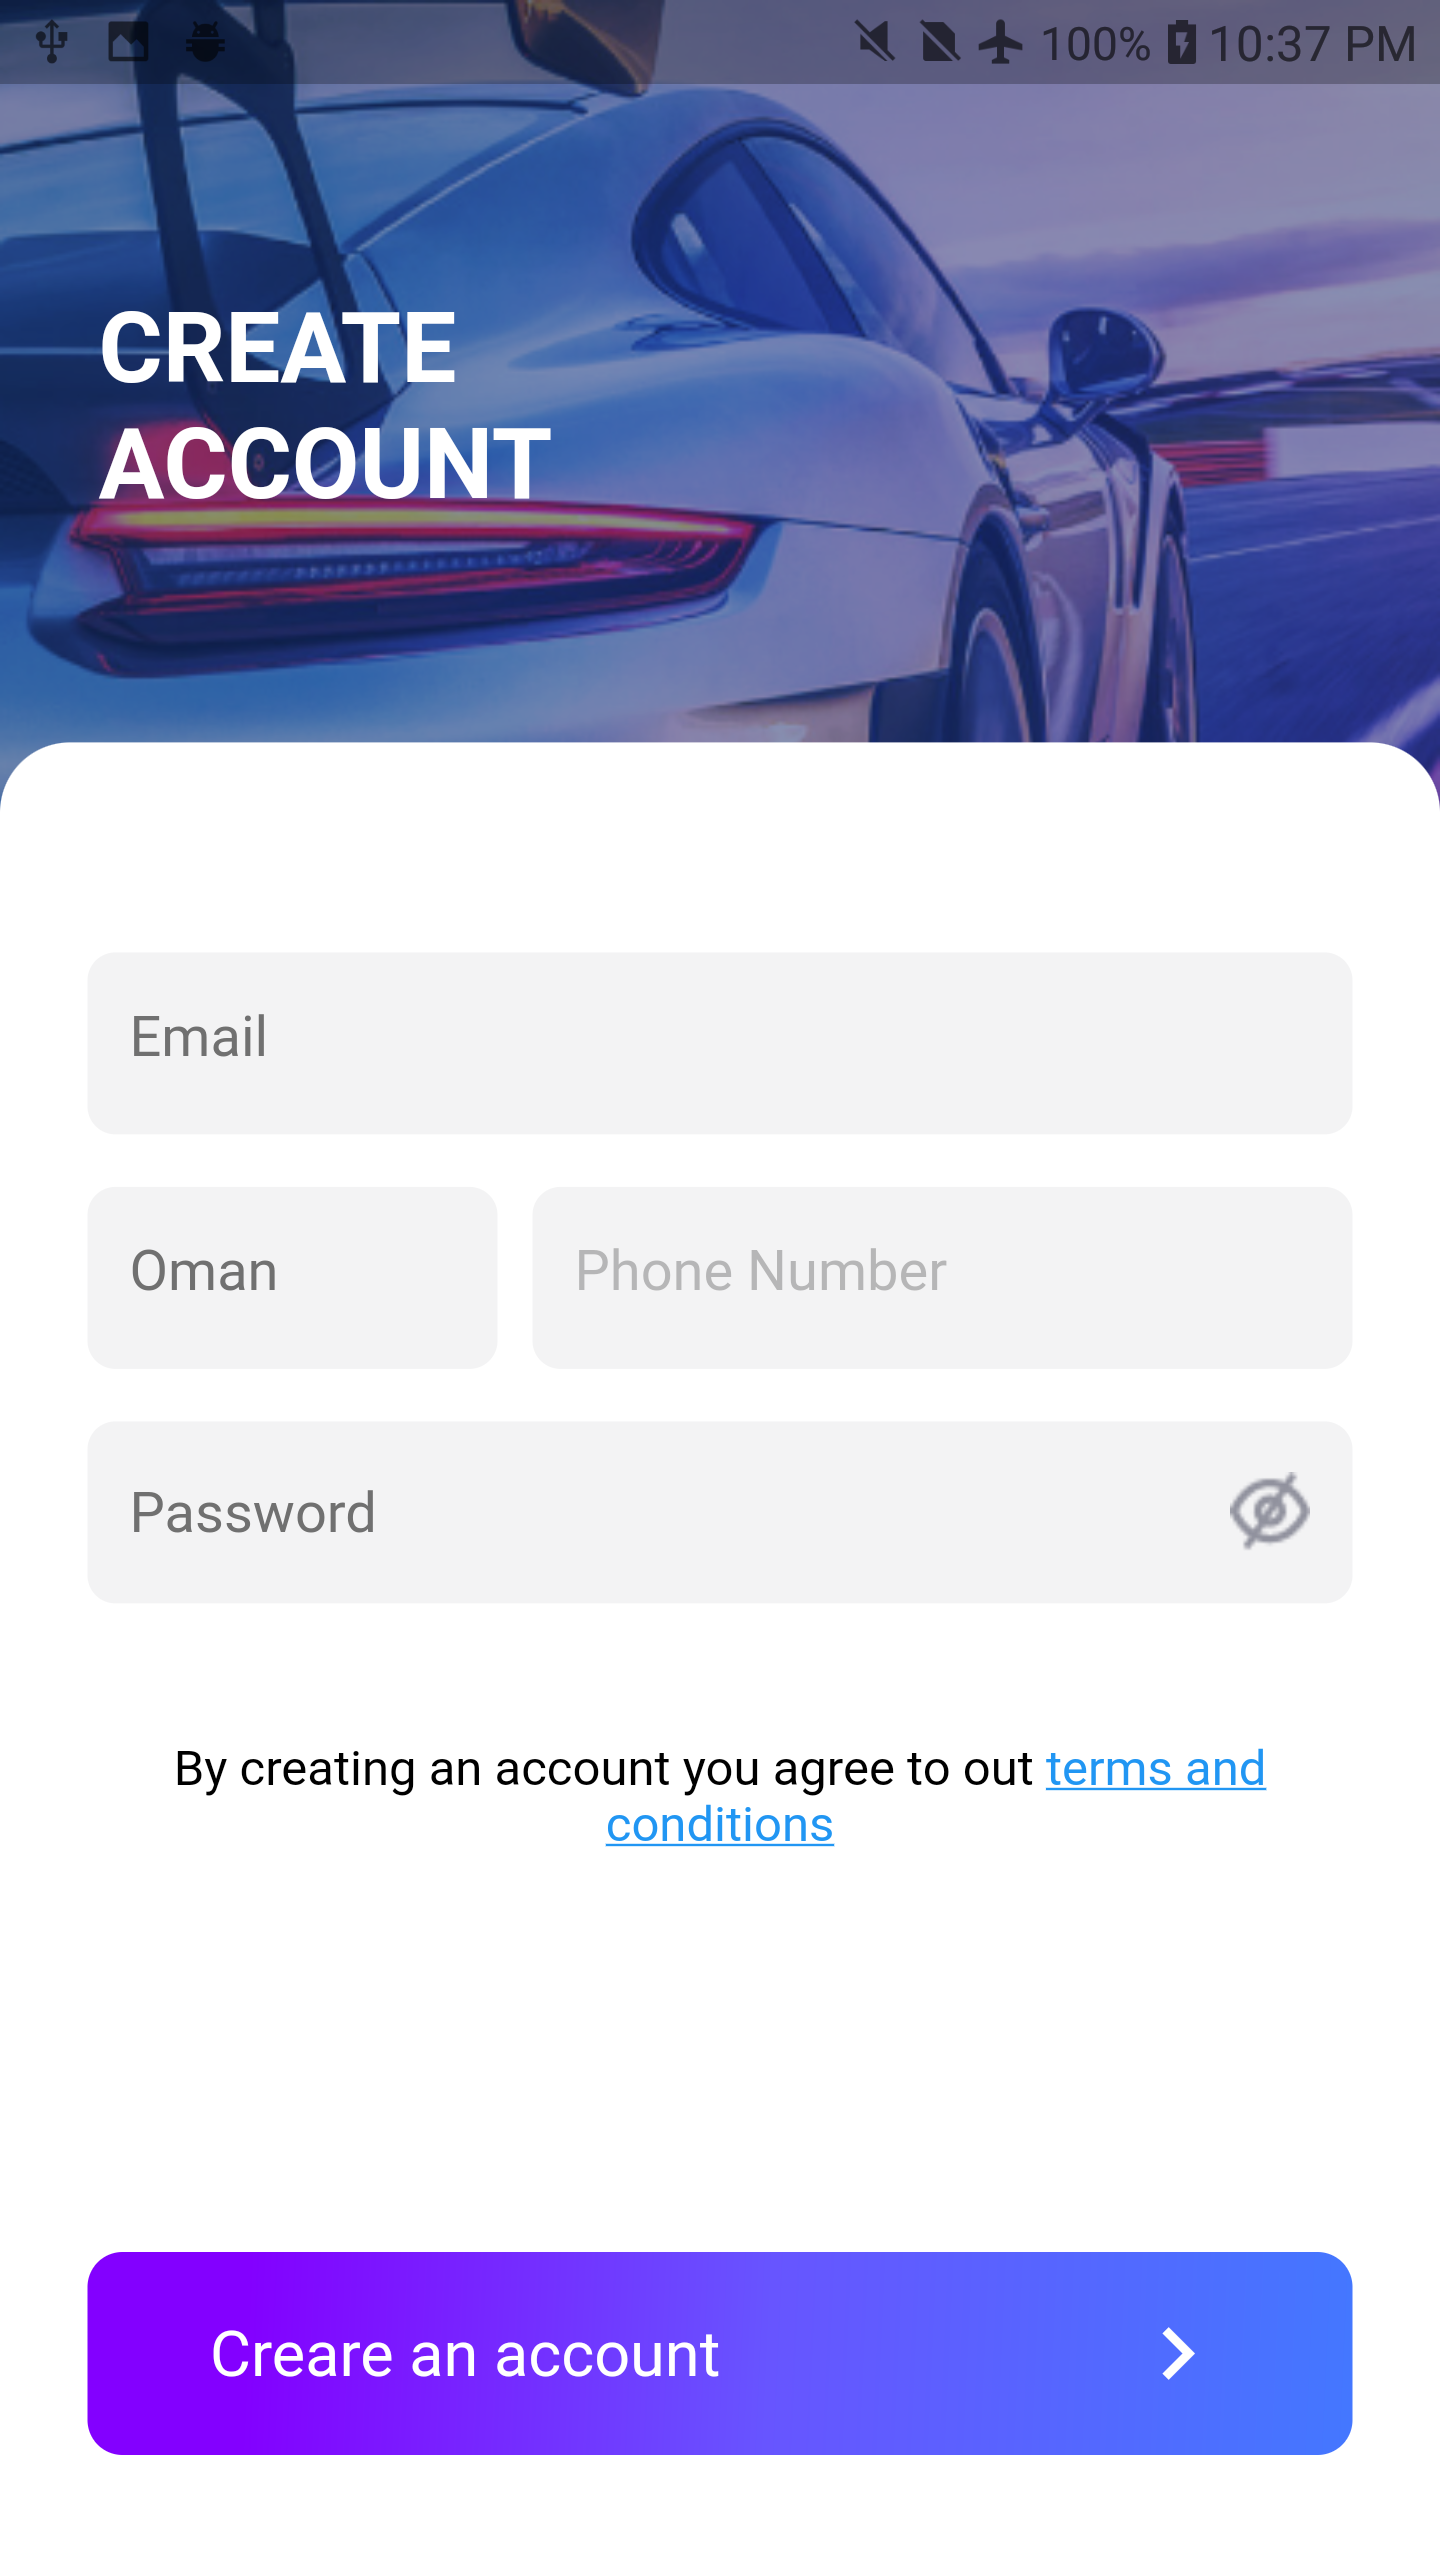 100% 10:37 PM
CREATE
ACCOUNT
Email
Oman
Phone Number
Password
By creating an account you agree to out terms and
conditions
Creare an account